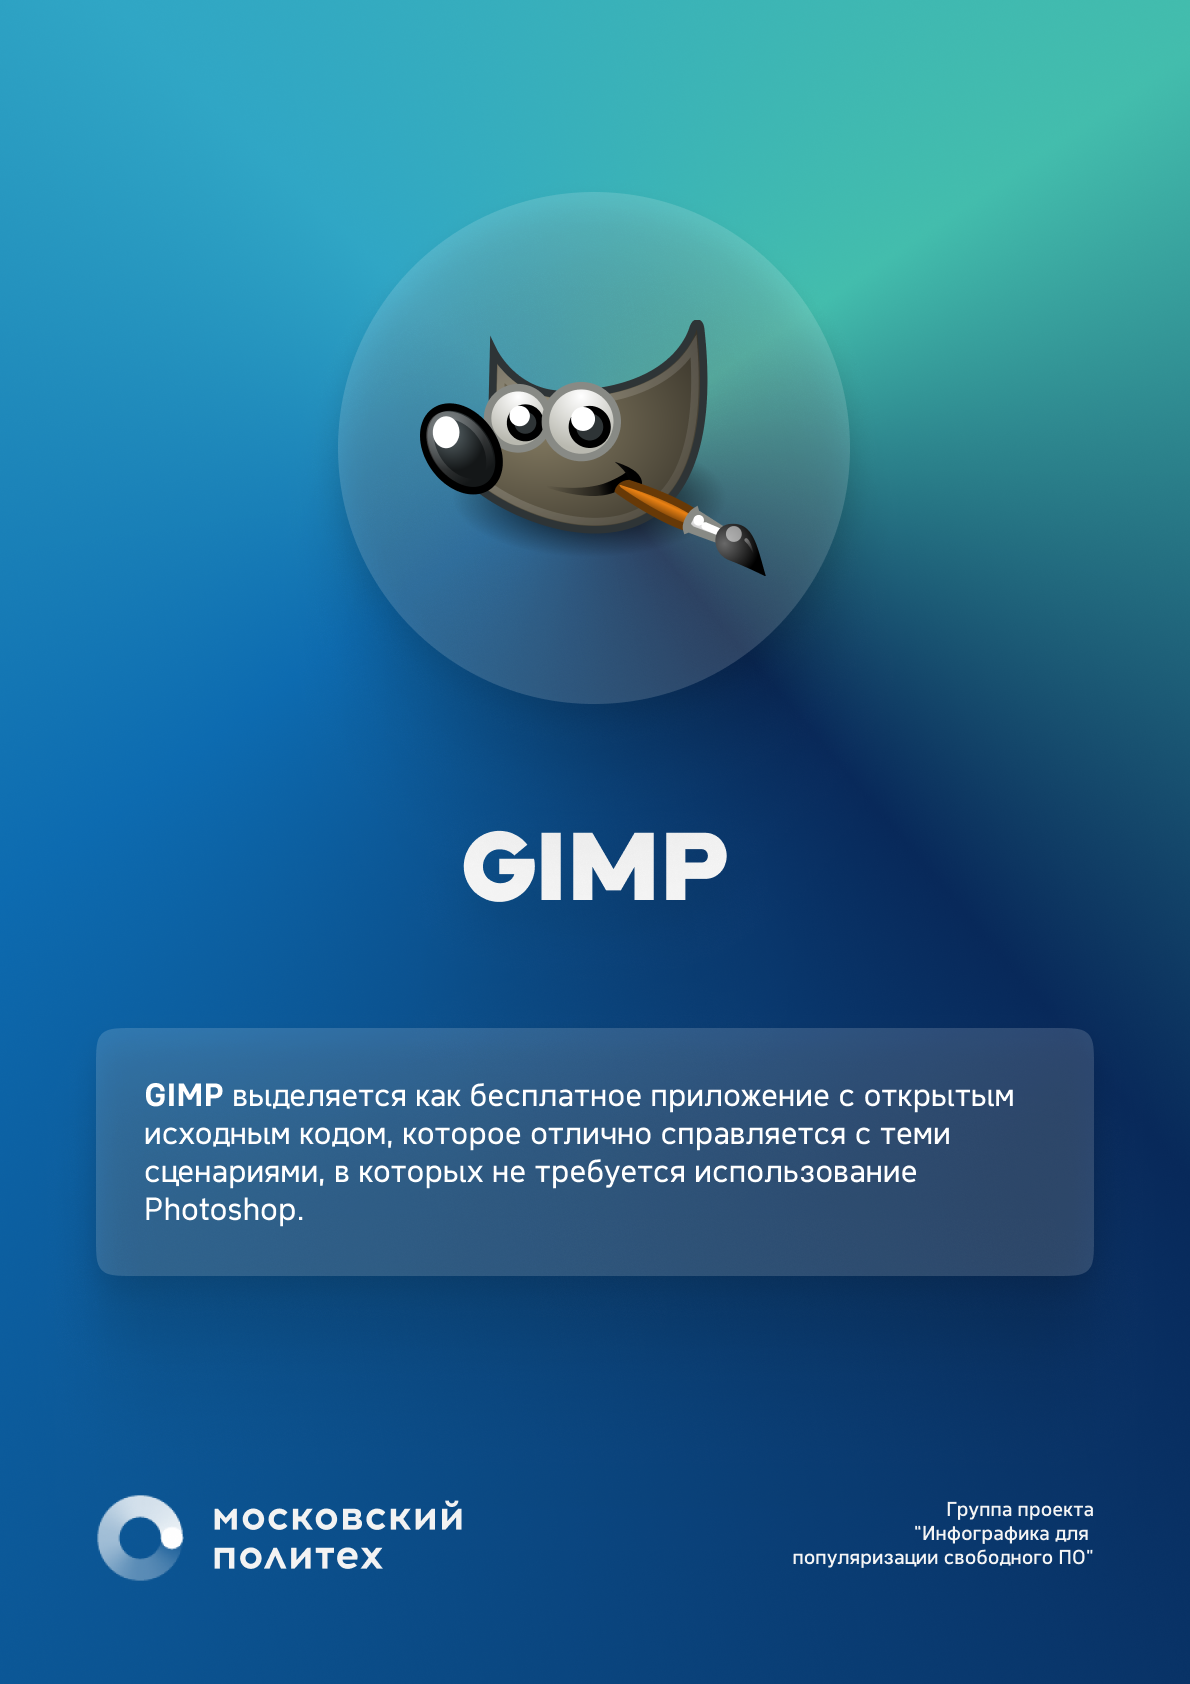 GIMP
GIMP выделяется как бесплатное приложение с открытым
исходным кодом, которое отлично справляется с теми
сценариями, в которых не требуется использование
Photoshop.
московский
политех
Группа проекта
"Инфографика для
популяризации свободного ПО"